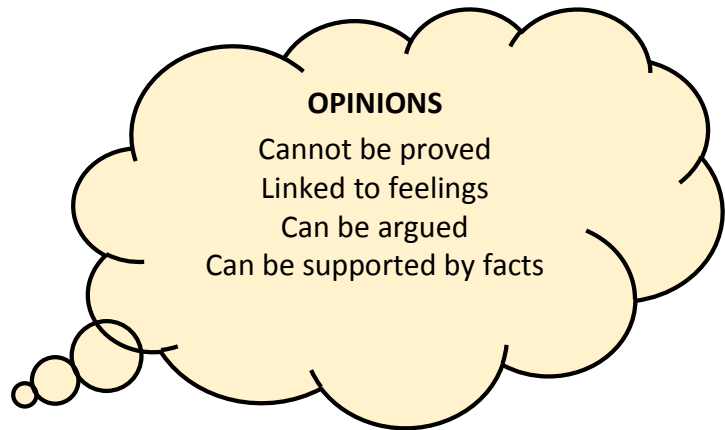 OPINIONS
Cannot be proved
Linked to feelings
Can be argued
Can be supported by facts